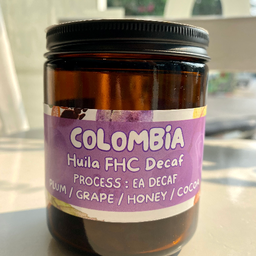 COLOMBIA
Huila FHC Decaf
PROCESS : EA DECAF
PLUM / GRAPE / HONEY / COCOA